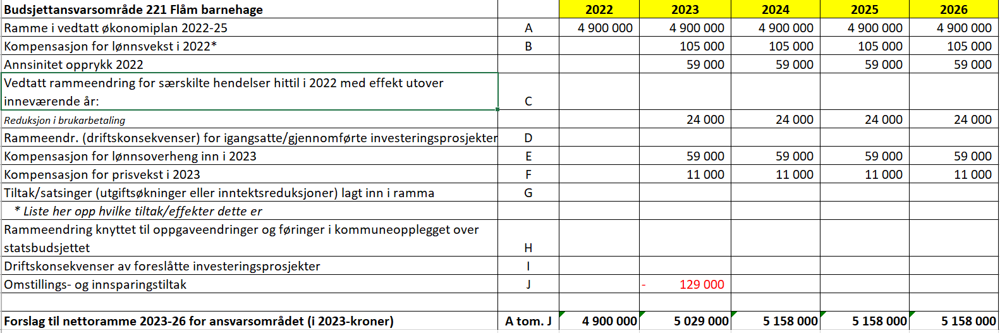 Budsjettansvarsområde 221 Flåm barnehage 2022 2023 2024 2025 2026
Ramme i vedtatt økonomiplan 2022-25 A 4 900 000 4 900 000 4 900 000 4 900 000 4 900 000
Kompensasjon for lønnsvekst i 2022* B 105 000 105 000 105 000 105 000
Annsinitet opprykk 2022 59 000 59 000 59 000 59 000
Vedtatt rammeendring for særskilte hendelser hittil i 2022 med effekt utover
inneværende år: C
Reduksjon i brukarbetaling 24 000 24 000 24 000 24 000
Rammeendr. (driftskonsekvenser) for igangsatte/gjennomførte investeringsprosjekter D
Kompensasjon for lønnsoverheng inn i 2023 E 59 000 59 000 59 000 59 000
Kompensasjon for prisvekst i 2023 F 11 000 11 000 11 000 11 000
Tiltak/satsinger (utgiftsøkninger eller inntektsreduksjoner) lagt inn i ramma G
* Liste her opp hvilke tiltak/effekter dette er
Rammeendring knyttet til oppgaveendringer og føringer i kommuneopplegget over
statsbudsjettet H
Driftskonsekvenser av foreslåtte investeringsprosjekter I
Omstillings- og innsparingstiltak J - 129 000
Forslag til nettoramme 2023-26 for ansvarsområdet (i 2023-kroner) A tom. J 4 900 000 5 029 000 5 158 000 5 158 000 5 158 000